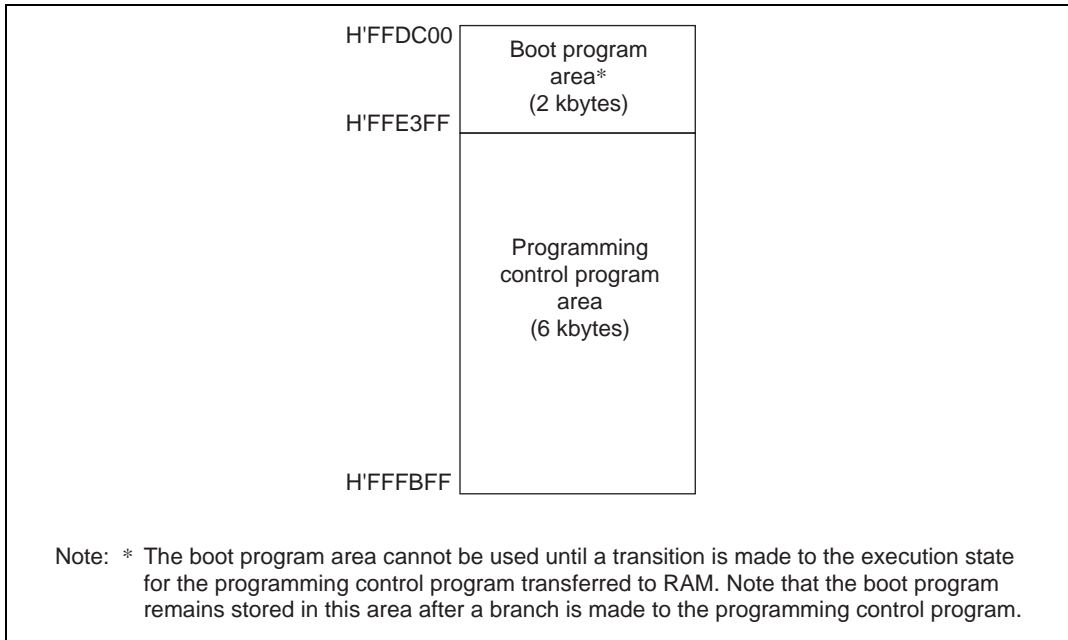 H'FFDC00
Boot program
area*
(2 kbytes)
H'FFE3FF
Programming
control program
area
(6 kbytes)
H'FFFBFF
Note: * The boot program area cannot be used until a transition is made to the execution state
for the programming control program transferred to RAM. Note that the boot program
remains stored in this area after a branch is made to the programming control program.